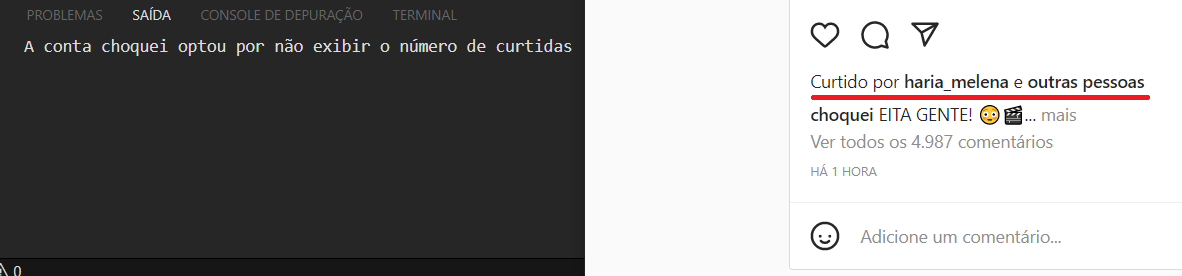 PROBLEMAS SAÍDA CONSOLE DE DEPURAÇÃO TERMINAL
A conta choquei optou por não exibir o número de curtidas
0
Curtido por haria_melena e outras pessoas
choquei EITA GENTE! 😳🎬... mais
Ver todos os 4.987 comentários
HÁ 1 HORA
Adicione um comentário...